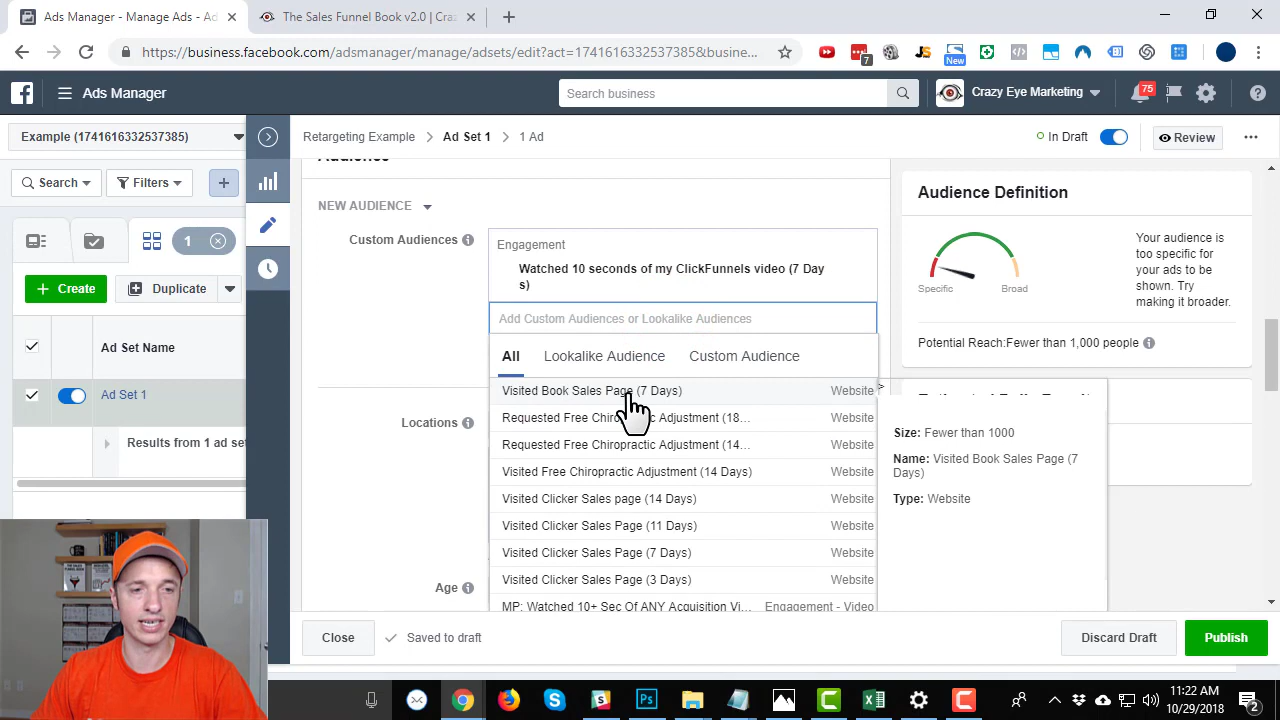 Ads Manager - Manage Ads - Ad
The Sales Funnel Book v2.0 | Craz
https://business.facebook.com/adsmanager/manage/adsets/edit?act=1741616332537385&busine...
7
New
Ads Manager
Search business
Crazy Eye Marketing
75
Example (1741616332537385)
Retargeting Example
Ad Set 1
1 Ad
In Draft
Review
Search
Filters
Audience
Audience Definition
NEW AUDIENCE
Custom Audiences
Engagement
Watched 10 seconds of my ClickFunnels video (7 Day
s)
Your audience is
too specific for
your ads to be
shown. Try
making it broader.
Specific
Broad
1
Create
Duplicate
Add Custom Audiences or Lookalike Audiences
Potential Reach:Fewer than 1,000 people
Ad Set Name
All
Lookalike Audience
Custom Audience
Ad Set 1
Visited Book Sales Page (7 Days)
Website
Locations
Requested Free Chiropractic Adjustment (18...
Website
Size: Fewer than 1000
Results from 1 ad set
Requested Free Chiropractic Adjustment (14...
Website
Name: Visited Book Sales Page (7
Days)
Visited Free Chiropractic Adjustment (14 Days)
Website
Visited Clicker Sales page (14 Days)
Website
Type: Website
Visited Clicker Sales Page (11 Days)
Website
Visited Clicker Sales Page (7 Days)
Website
Age
Visited Clicker Sales Page (3 Days)
Website
MP: Watched 10+ Sec Of ANY Acquisition Vi...
Engagement - Video
Close
Saved to draft
Discard Draft
Publish
11:22 AM
10/29/2018
2